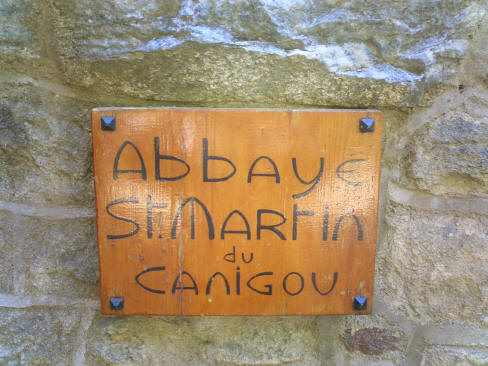 Abbaye
St. Martin
du
Canigou